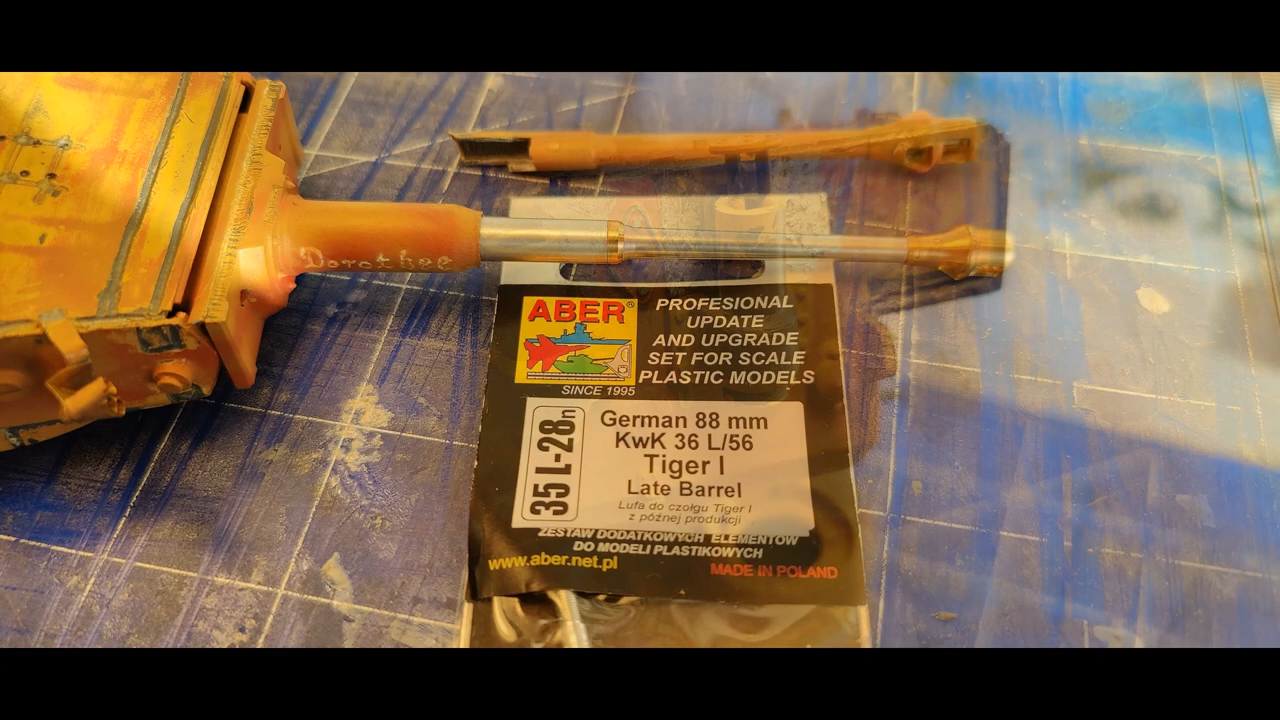 Dorothee
ABER®
SINCE 1995
PROFESIONAL
UPDATE
AND UPGRADE
SET FOR SCALE
PLASTIC MODELS
35 L-28n
German 88 mm
KwK 36 L/56
Tiger I
Late Barrel
Lufa do czołgu Tiger I
z późnej produkcji
ZESTAW DODATKOWYCH ELEMENTÓW
DO MODELI PLASTIKOWYCH
www.aber.net.pl
MADE IN POLAND